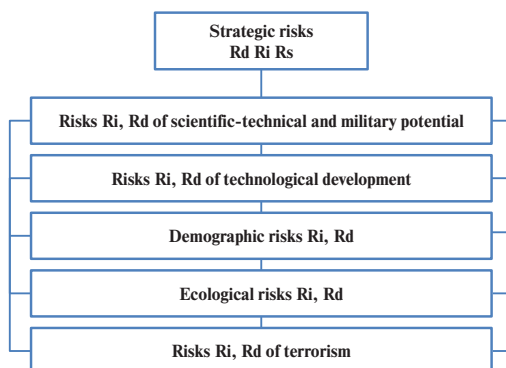 Strategic risks
Rd Ri Rs
Risks Ri, Rd of scientific-technical and military potential
Risks Ri, Rd of technological development
Demographic risks Ri, Rd
Ecological risks Ri, Rd
Risks Ri, Rd of terrorism